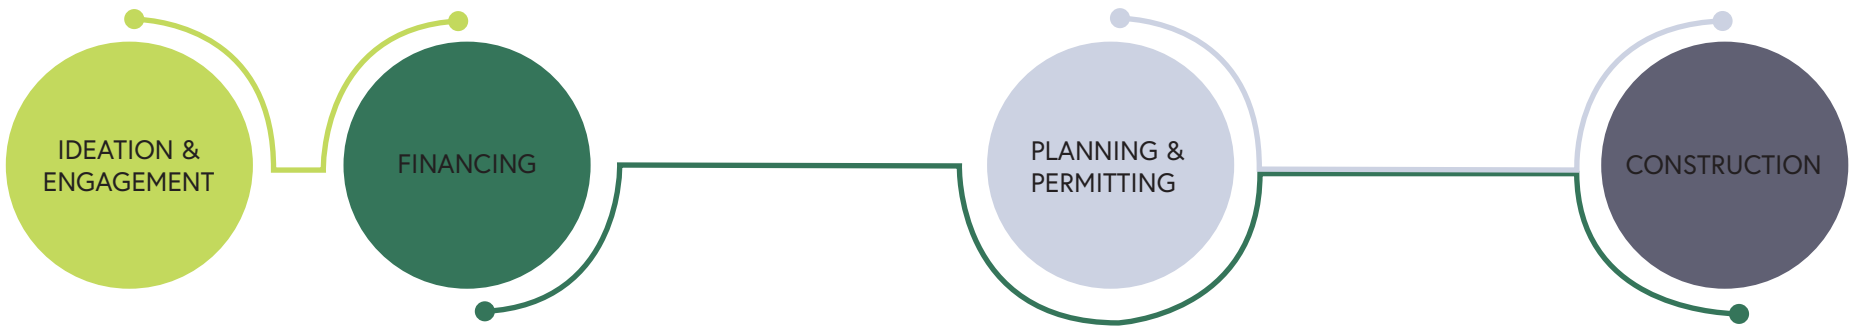 IDEATION &
ENGAGEMENT
FINANCING
PLANNING &
PERMITTING
CONSTRUCTION